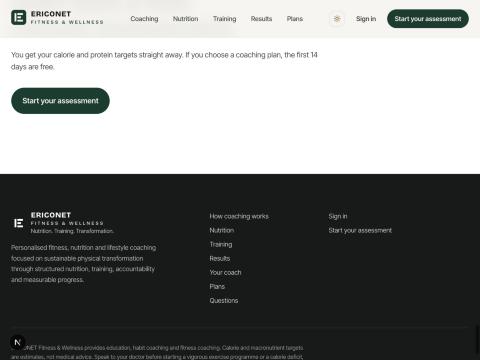 ERICONET
FITNESS & WELLNESS
Coaching
Nutrition
Training
Results
Plans
Sign in
Start your assessment
You get your calorie and protein targets straight away. If you choose a coaching plan, the first 14
days are free.
Start your assessment
ERICONET
FITNESS & WELLNESS
Nutrition. Training. Transformation.
Personalised fitness, nutrition and lifestyle coaching
focused on sustainable physical transformation
through structured nutrition, training, accountability
and measurable progress.
How coaching works
Nutrition
Training
Results
Your coach
Plans
Questions
Sign in
Start your assessment
N
ONET Fitness & Wellness provides education, habit coaching and fitness coaching. Calorie and macronutrient targets
are estimates, not medical advice. Speak to your doctor before starting a vigorous exercise programme or a calorie deficit,